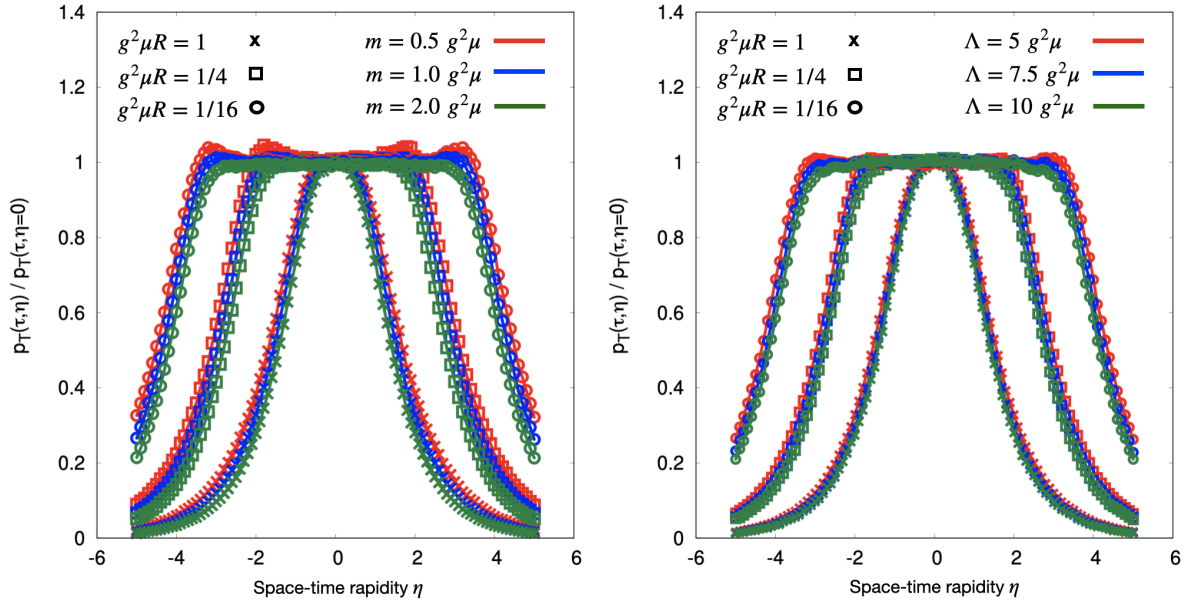 1.4
1.2
1
0.8
0.6
0.4
0.2
0
-6
-4
-2
0
2
4
6
p_T(τ,η) / p_T(τ,η=0)
Space-time rapidity η
g²μR = 1
g²μR = 1/4
g²μR = 1/16
m = 0.5 g²μ
m = 1.0 g²μ
m = 2.0 g²μ
1.4
1.2
1
0.8
0.6
0.4
0.2
0
-6
-4
-2
0
2
4
6
p_T(τ,η) / p_T(τ,η=0)
Space-time rapidity η
g²μR = 1
g²μR = 1/4
g²μR = 1/16
Λ = 5 g²μ
Λ = 7.5 g²μ
Λ = 10 g²μ